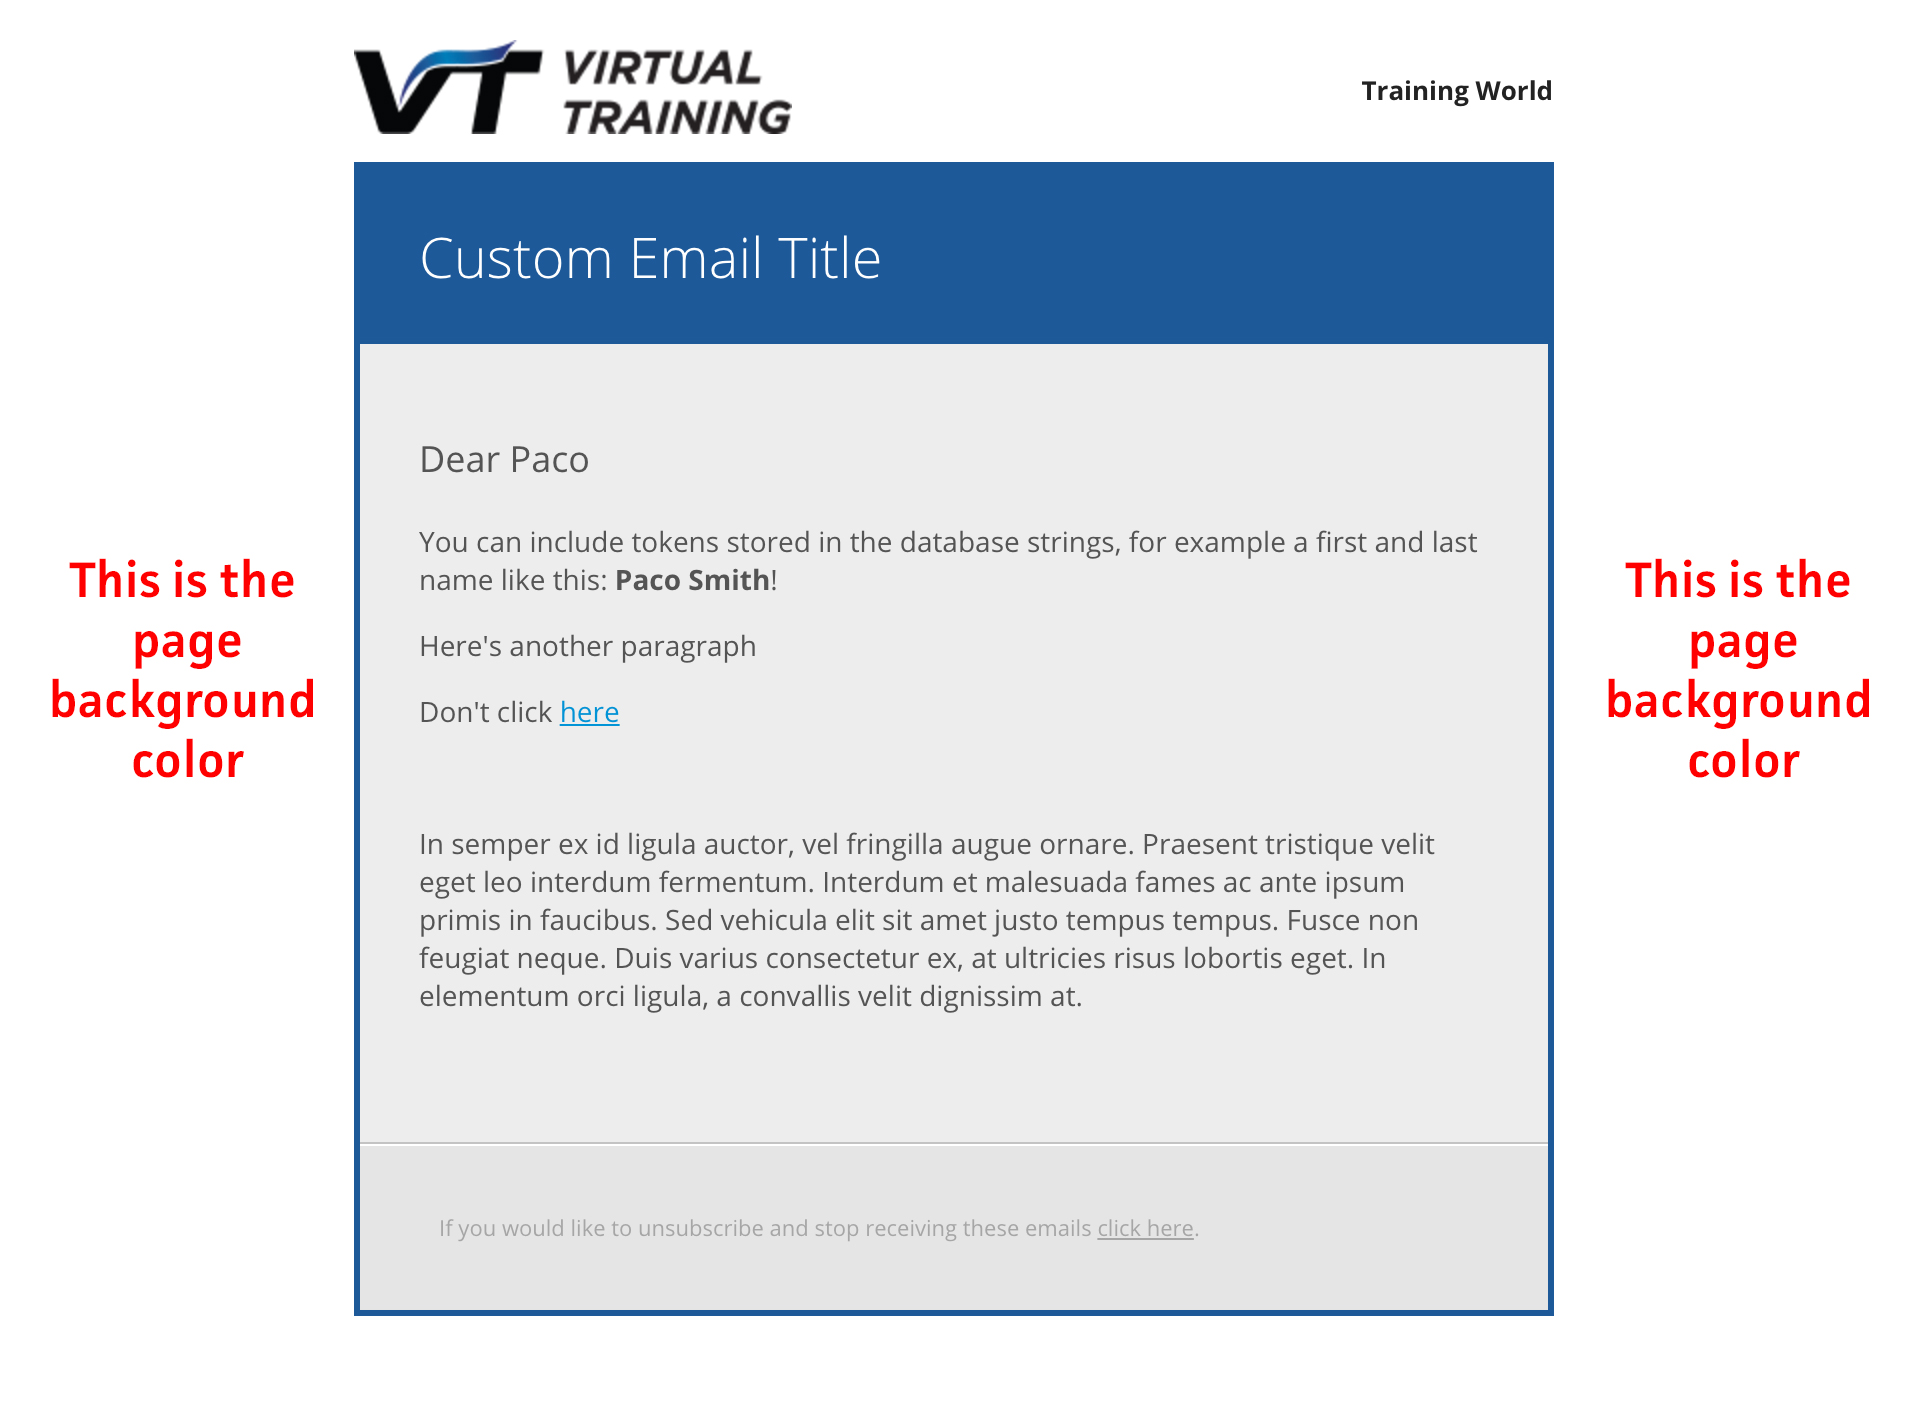 VT VIRTUAL
TRAINING
Training World
Custom Email Title
Dear Paco
You can include tokens stored in the database strings, for example a first and last
name like this: Paco Smith!
Here's another paragraph
Don't click here
In semper ex id ligula auctor, vel fringilla augue ornare. Praesent tristique velit
eget leo interdum fermentum. Interdum et malesuada fames ac ante ipsum
primis in faucibus. Sed vehicula elit sit amet justo tempus tempus. Fusce non
feugiat neque. Duis varius consectetur ex, at ultricies risus lobortis eget. In
elementum orci ligula, a convallis velit dignissim at.
If you would like to unsubscribe and stop receiving these emails click here.
This is the
page
background
color
This is the
page
background
color